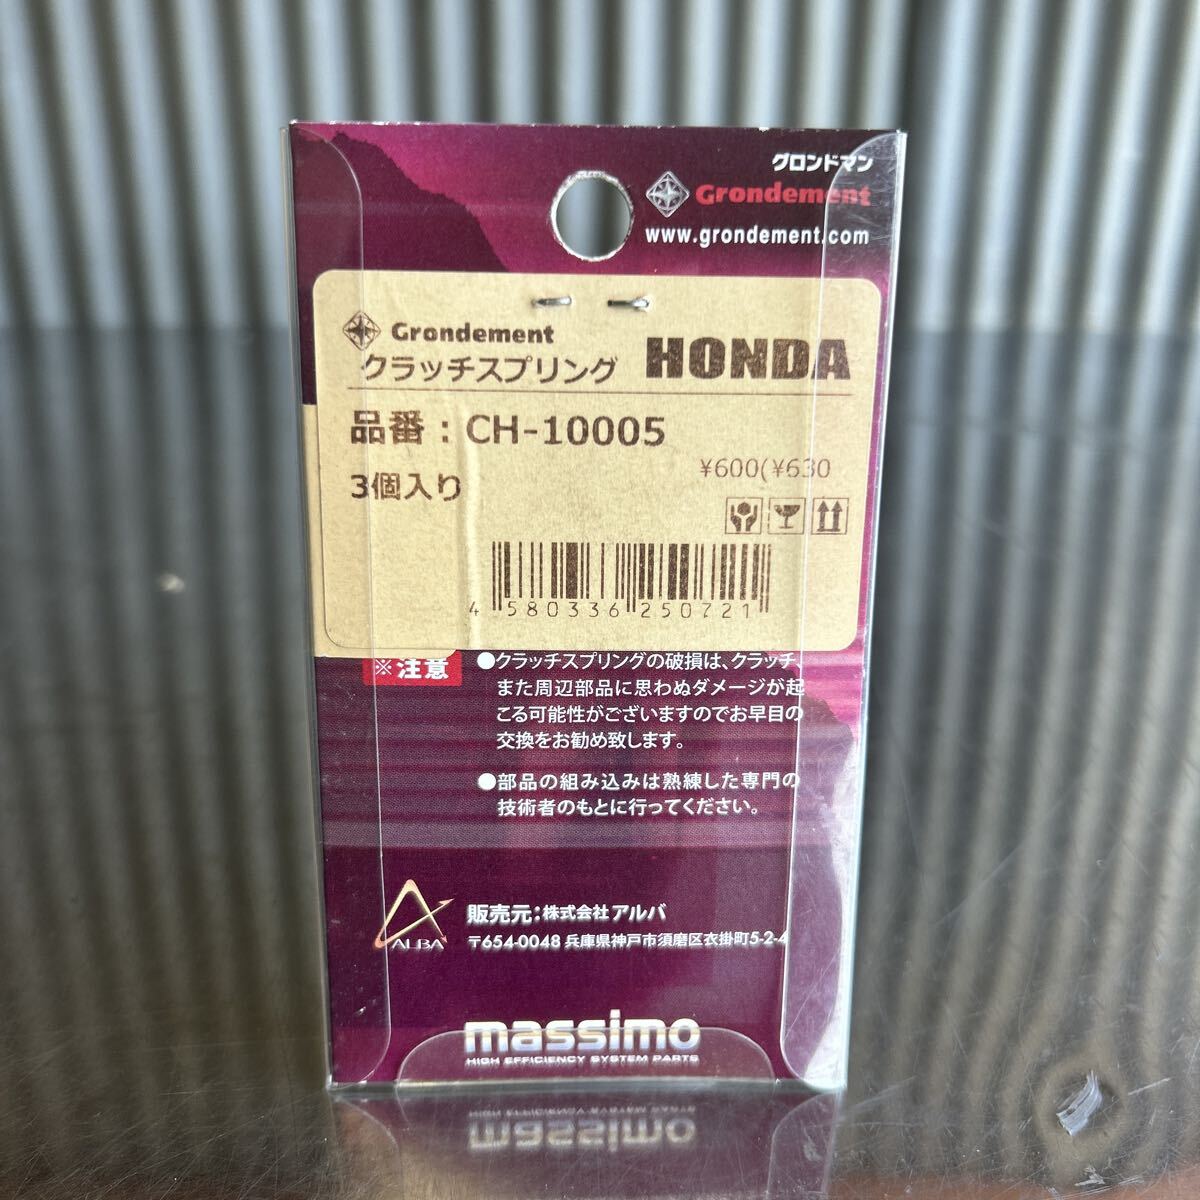 グロンドマン
Grondement
www.grondement.com
Grondement
クラッチスプリング HONDA
品番：CH-10005
¥600(¥630
3個入り
4 580336 250721
※注意
●クラッチスプリングの破損は、クラッチ、
また周辺部品に思わぬダメージが起
こる可能性がございますのでお早目の
交換をお勧め致します。
●部品の組み込みは熟練した専門の
技術者のもとに行ってください。
ALBA
販売元：株式会社アルバ
〒654-0048 兵庫県神戸市須磨区衣掛町5-2-4
massimo
HIGH EFFICIENCY SYSTEM PARTS